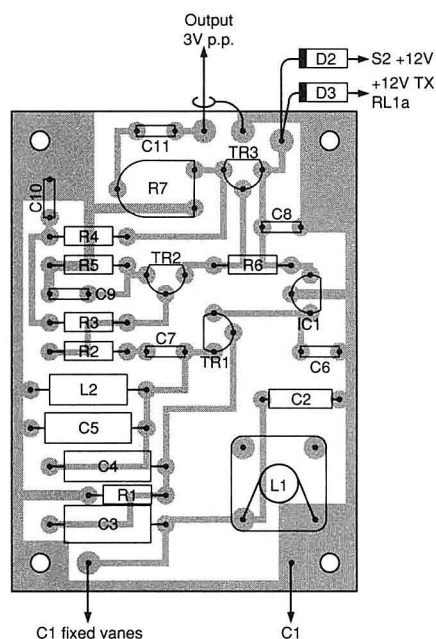 Output
3V p.p.
D2
S2 +12V
D3
+12V TX
RL1a
C11
TR3
R7
C10
C8
R4
R5
TR2
R6
C9
IC1
R3
C7
TR1
R2
C6
L2
C2
C5
C4
L1
R1
C3
C1 fixed vanes
C1